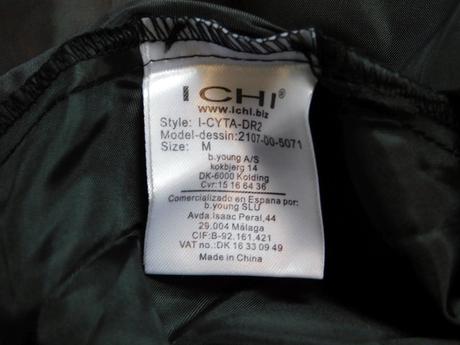 ICHI®
www.ichi.biz
Style: I-CYTA-DR2
Model-dessin:2107-00-5071
Size: M
b.young A/S
kokbjerg 14
DK-6000 Kolding
Cvr: 15 16 64 36
Comercializado en Espana por:
b.young SLU
Avda.Isaac Peral,44
29.004 Málaga
CIF:B-92.161.421
VAT no.:DK 16 33 09 49
Made in China